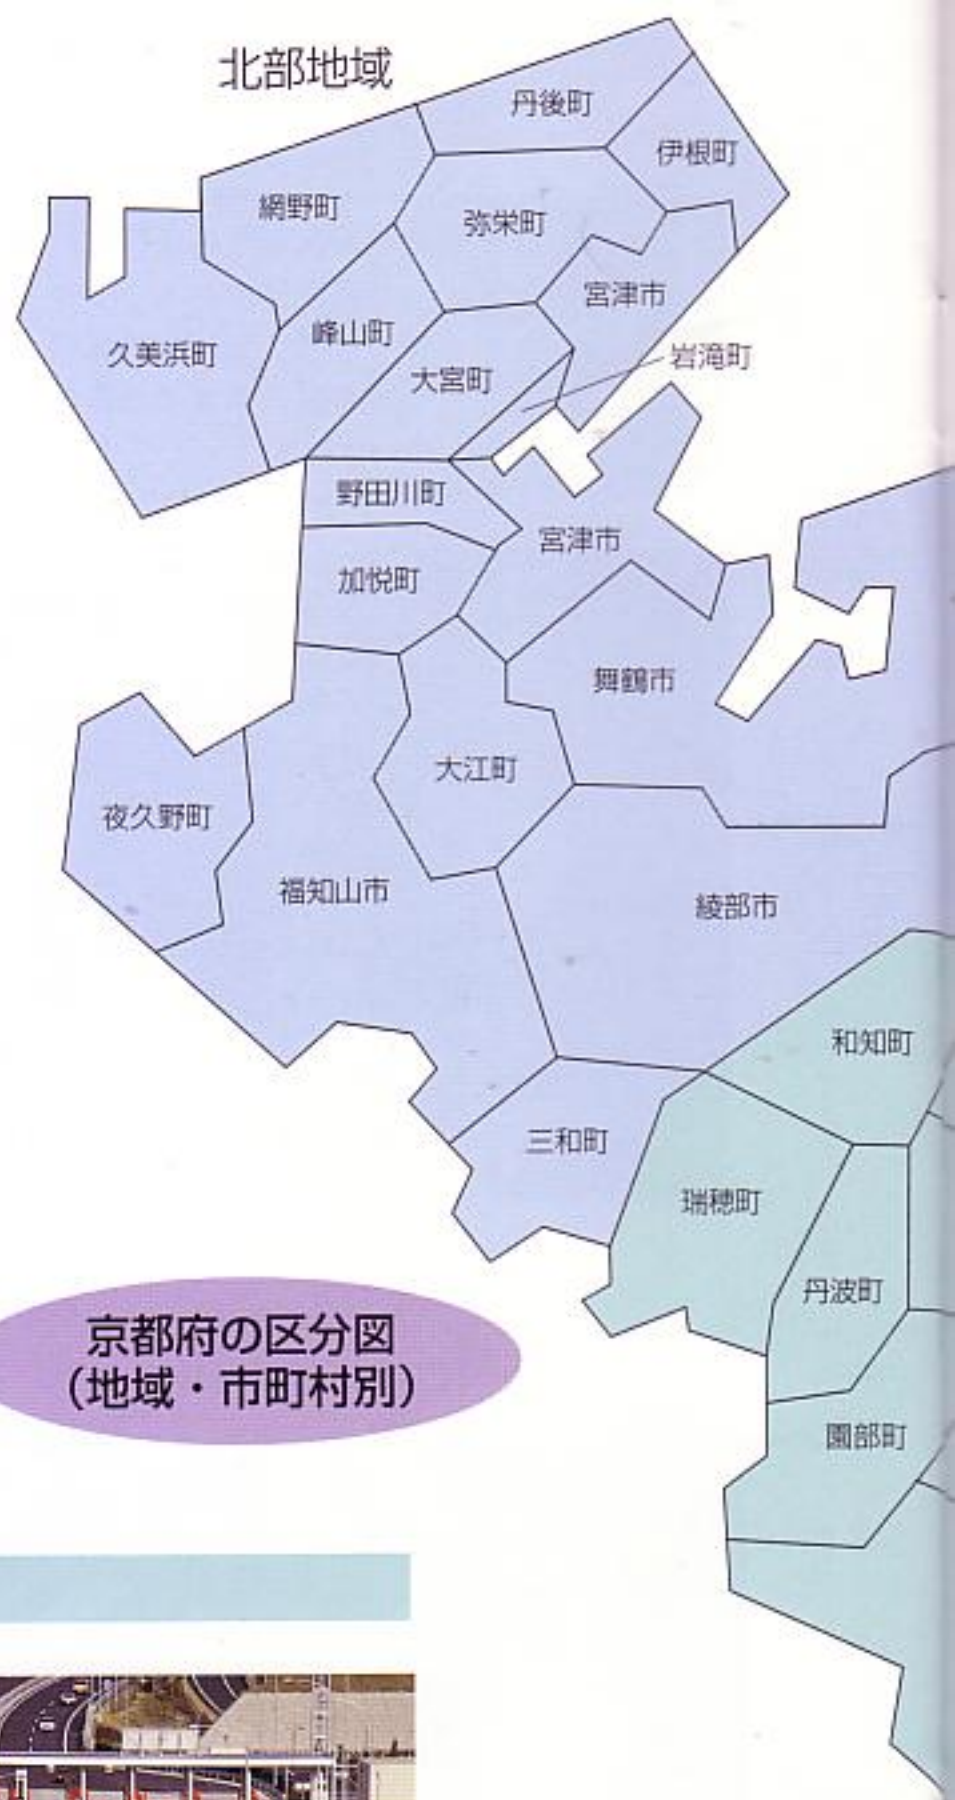 北部地域
丹後町
伊根町
網野町
弥栄町
宮津市
峰山町
久美浜町
岩滝町
大宮町
野田川町
宮津市
加悦町
舞鶴市
大江町
夜久野町
福知山市
綾部市
和知町
三和町
瑞穂町
丹波町
京都府の区分図
(地域・市町村別)
園部町